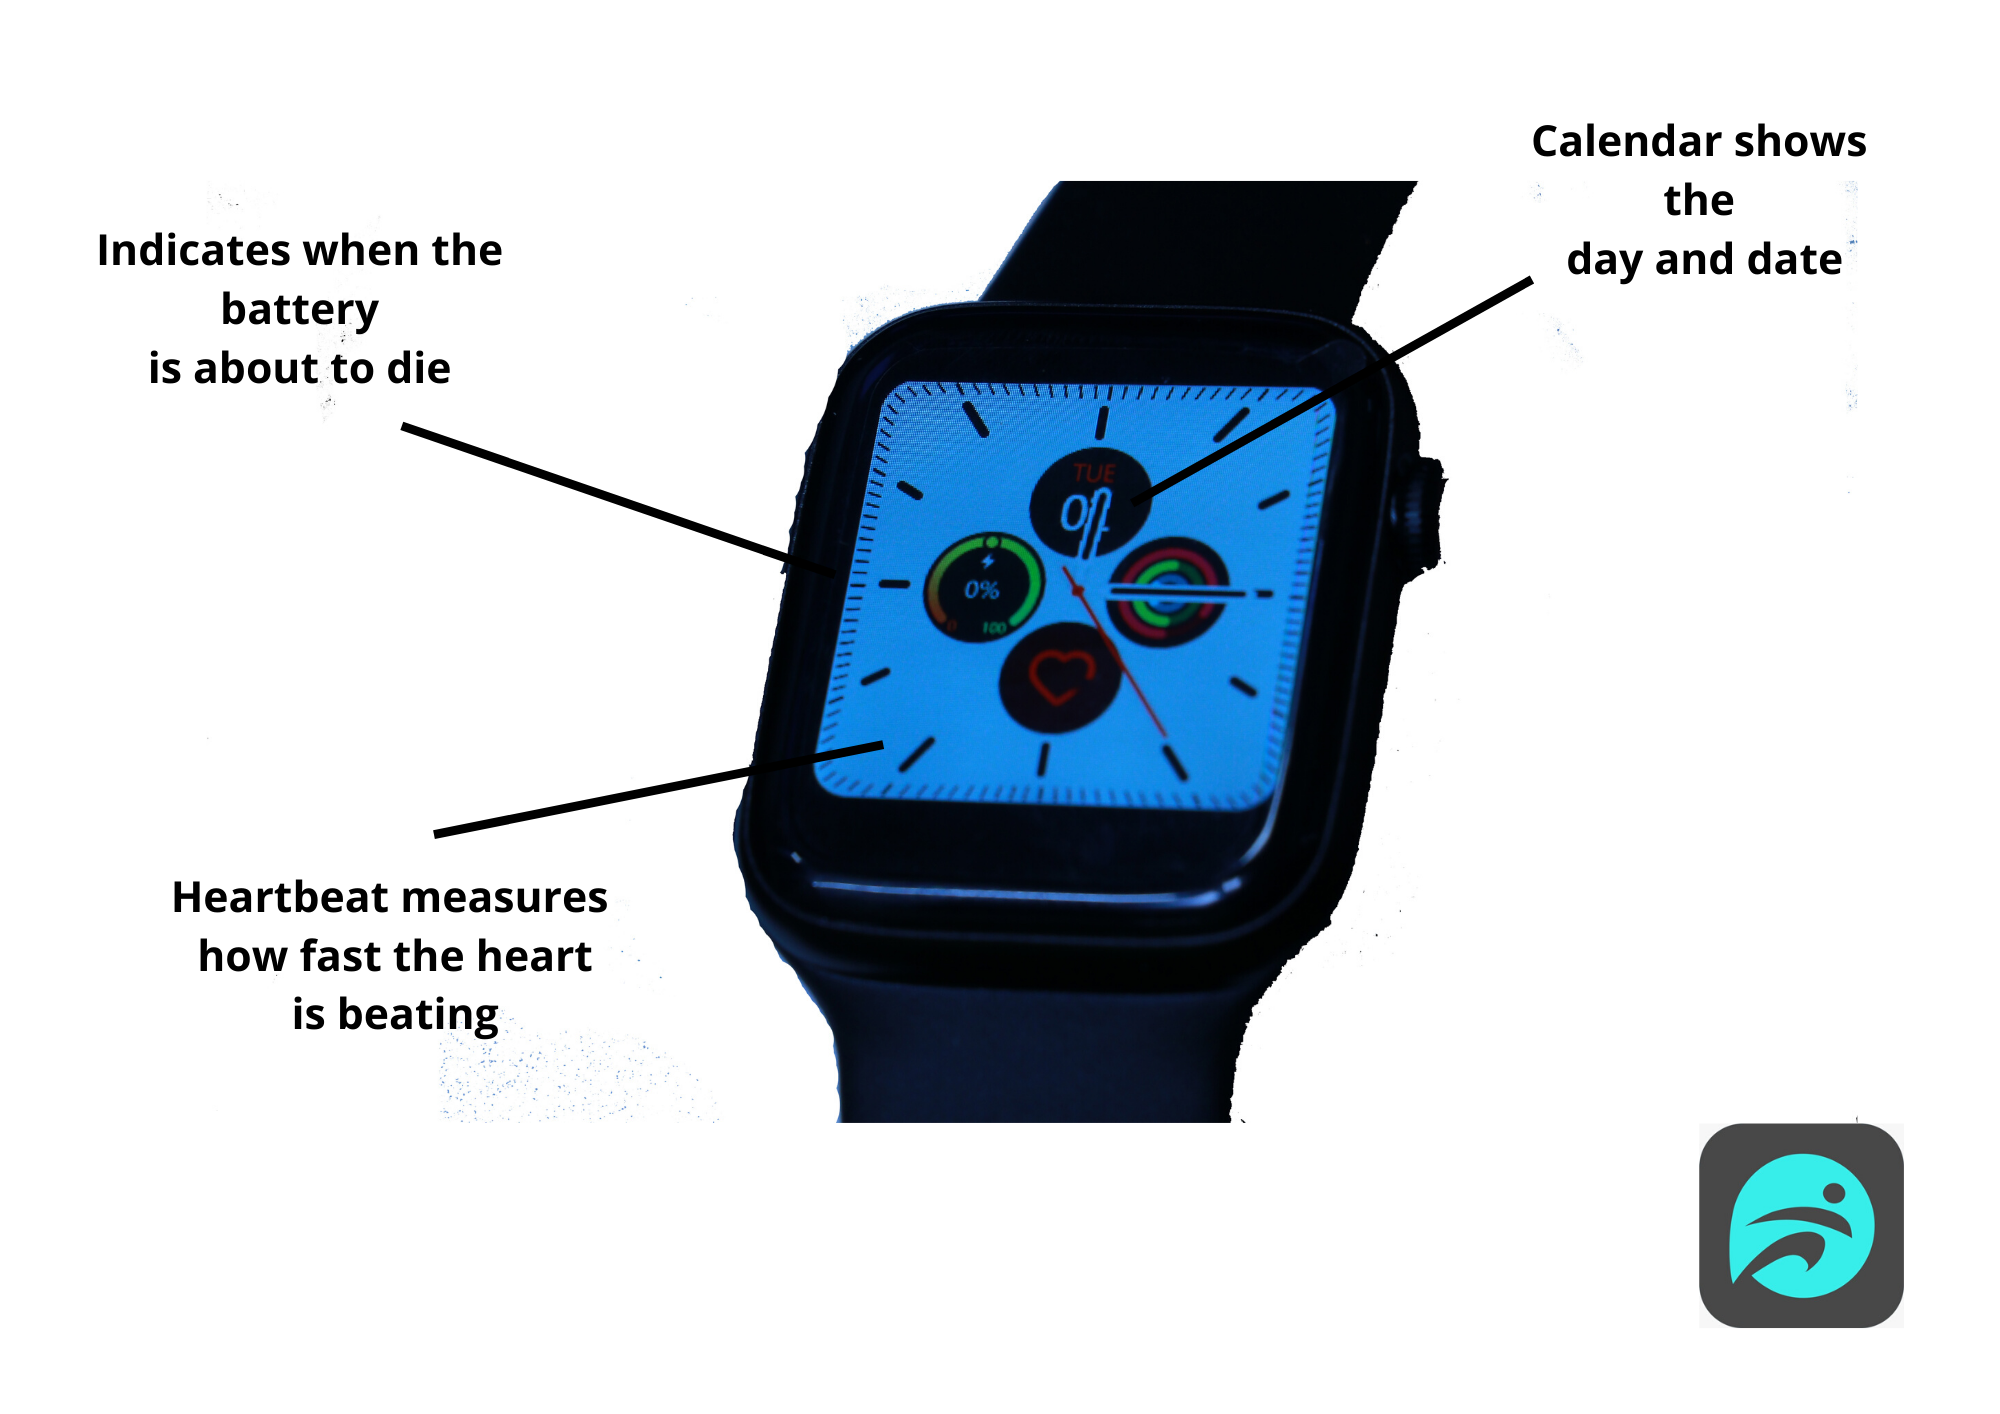 Calendar shows
the
day and date
Indicates when the
battery
is about to die
TUE
0%
0
100
Heartbeat measures
how fast the heart
is beating